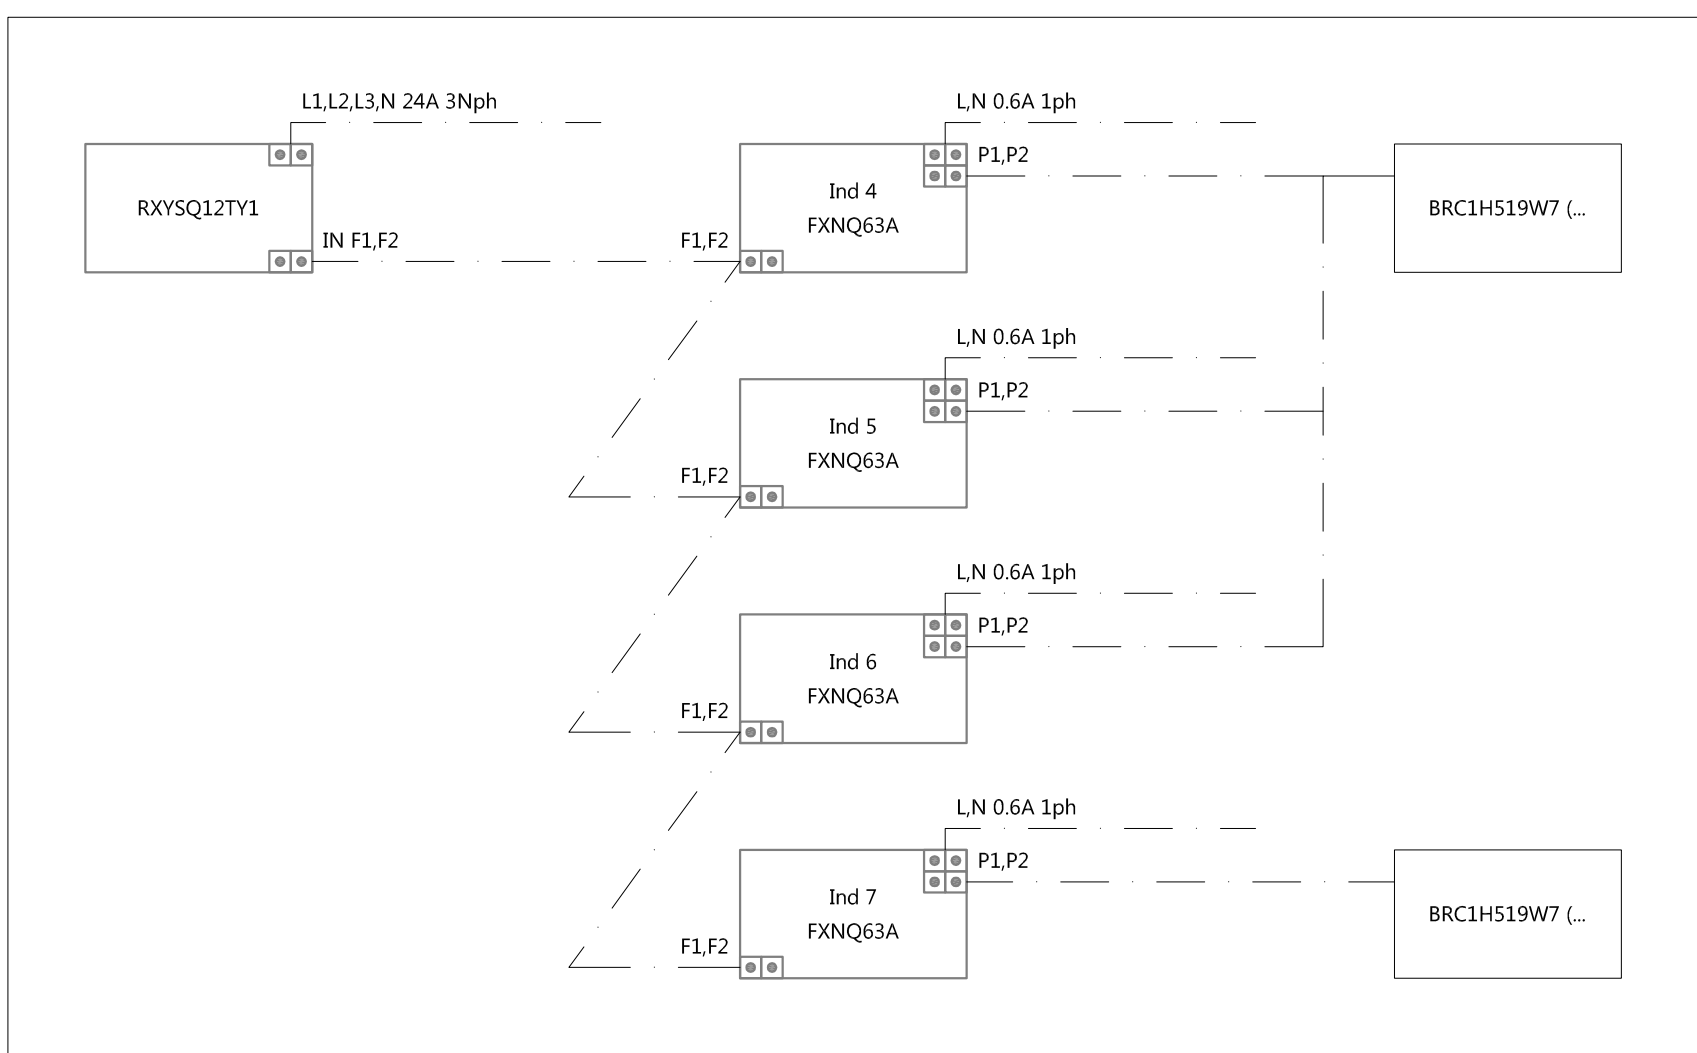 L1,L2,L3,N 24A 3Nph
RXYSQ12TY1
IN F1,F2
L,N 0.6A 1ph
P1,P2
Ind 4
FXNQ63A
F1,F2
BRC1H519W7 (...
L,N 0.6A 1ph
P1,P2
Ind 5
FXNQ63A
F1,F2
L,N 0.6A 1ph
P1,P2
Ind 6
FXNQ63A
F1,F2
L,N 0.6A 1ph
P1,P2
Ind 7
FXNQ63A
F1,F2
BRC1H519W7 (...